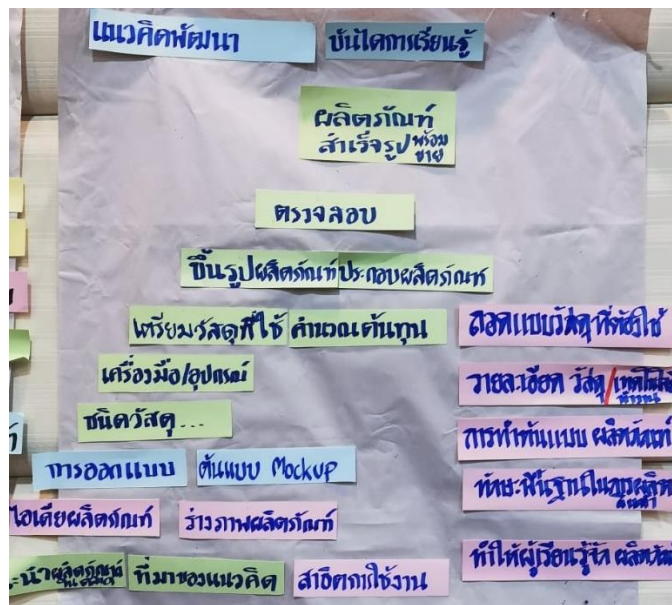 แนวคิดพัฒนา บันไดการเรียนรู้
ผลิตภัณฑ์
สำเร็จรูป พร้อม
ขาย
ตรวจสอบ
ขึ้นรูปผลิตภัณฑ์ ประกอบผลิตภัณฑ์
เตรียมวัสดุที่ใช้ คำนวณต้นทุน ถอดแบบวัสดุที่ต้องใช้
เครื่องมือ/อุปกรณ์ รายละเอียด วัสดุ/
ชนิดวัสดุ... การทำต้นแบบ ผลิตภัณฑ์
การออกแบบ ต้นแบบ Mockup ทักษะพื้นฐานในการผลิต
ไอเดียผลิตภัณฑ์ ร่างภาพผลิตภัณฑ์
ทำให้ผู้เรียนรู้จัก
ที่มาของแนวคิด สาธิตการใช้งาน